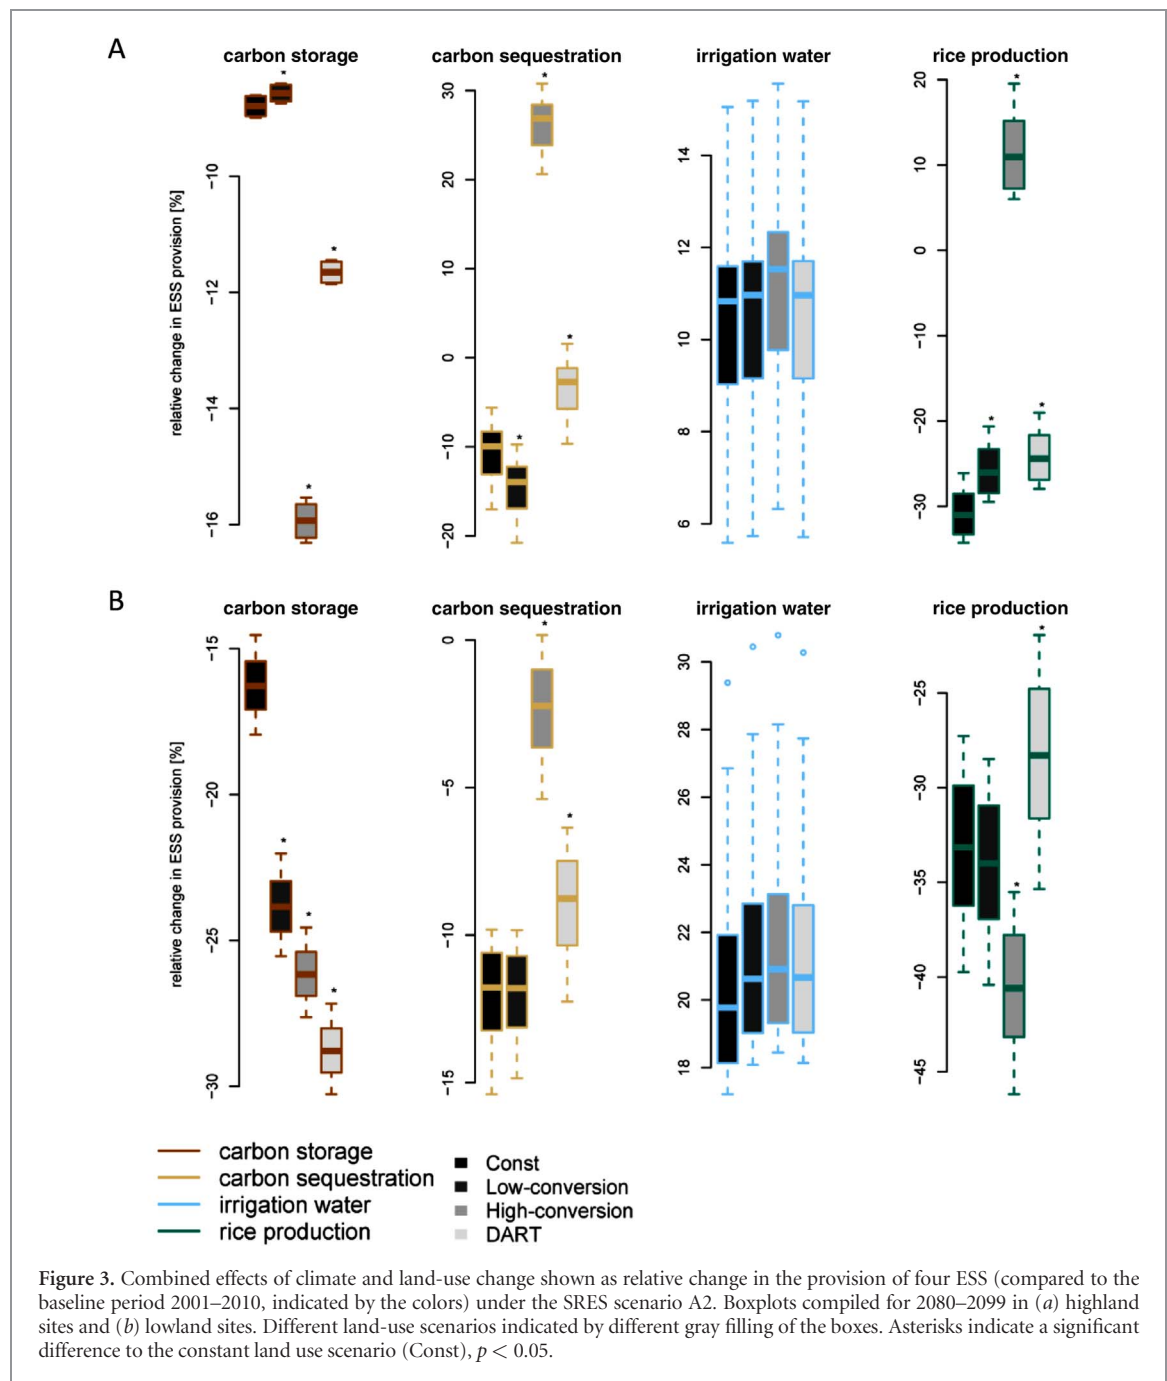 A
carbon storage
carbon sequestration
irrigation water
rice production
relative change in ESS provision [%]
-10
-12
-14
-16
*
*
*
30
20
10
0
-10
-20
*
*
*
14
12
10
8
6
20
10
0
-10
-20
-30
*
*
*
B
carbon storage
carbon sequestration
irrigation water
rice production
relative change in ESS provision [%]
-15
-20
-25
-30
*
*
*
0
-5
-10
-15
*
*
30
28
26
24
22
20
18
-25
-30
-35
-40
-45
*
*
carbon storage
carbon sequestration
irrigation water
rice production
Const
Low-conversion
High-conversion
DART
Figure 3. Combined effects of climate and land-use change shown as relative change in the provision of four ESS (compared to the
baseline period 2001–2010, indicated by the colors) under the SRES scenario A2. Boxplots compiled for 2080–2099 in (a) highland
sites and (b) lowland sites. Different land-use scenarios indicated by different gray filling of the boxes. Asterisks indicate a significant
difference to the constant land use scenario (Const), p < 0.05.